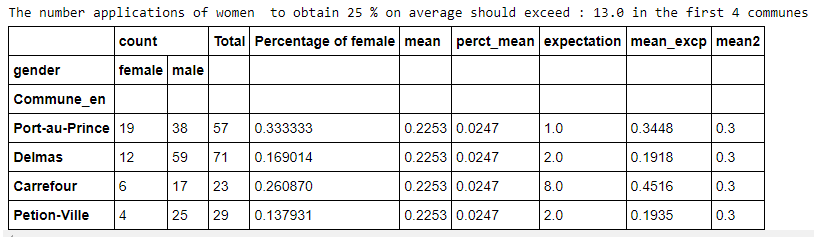 The number applications of women  to obtain 25 % on average should exceed : 13.0 in the first 4 communes
count Total Percentage of female mean perct_mean expectation mean_excp mean2
gender female male
Commune_en
Port-au-Prince 19 38 57 0.333333 0.2253 0.0247 1.0 0.3448 0.3
Delmas 12 59 71 0.169014 0.2253 0.0247 2.0 0.1918 0.3
Carrefour 6 17 23 0.260870 0.2253 0.0247 8.0 0.4516 0.3
Petion-Ville 4 25 29 0.137931 0.2253 0.0247 2.0 0.1935 0.3